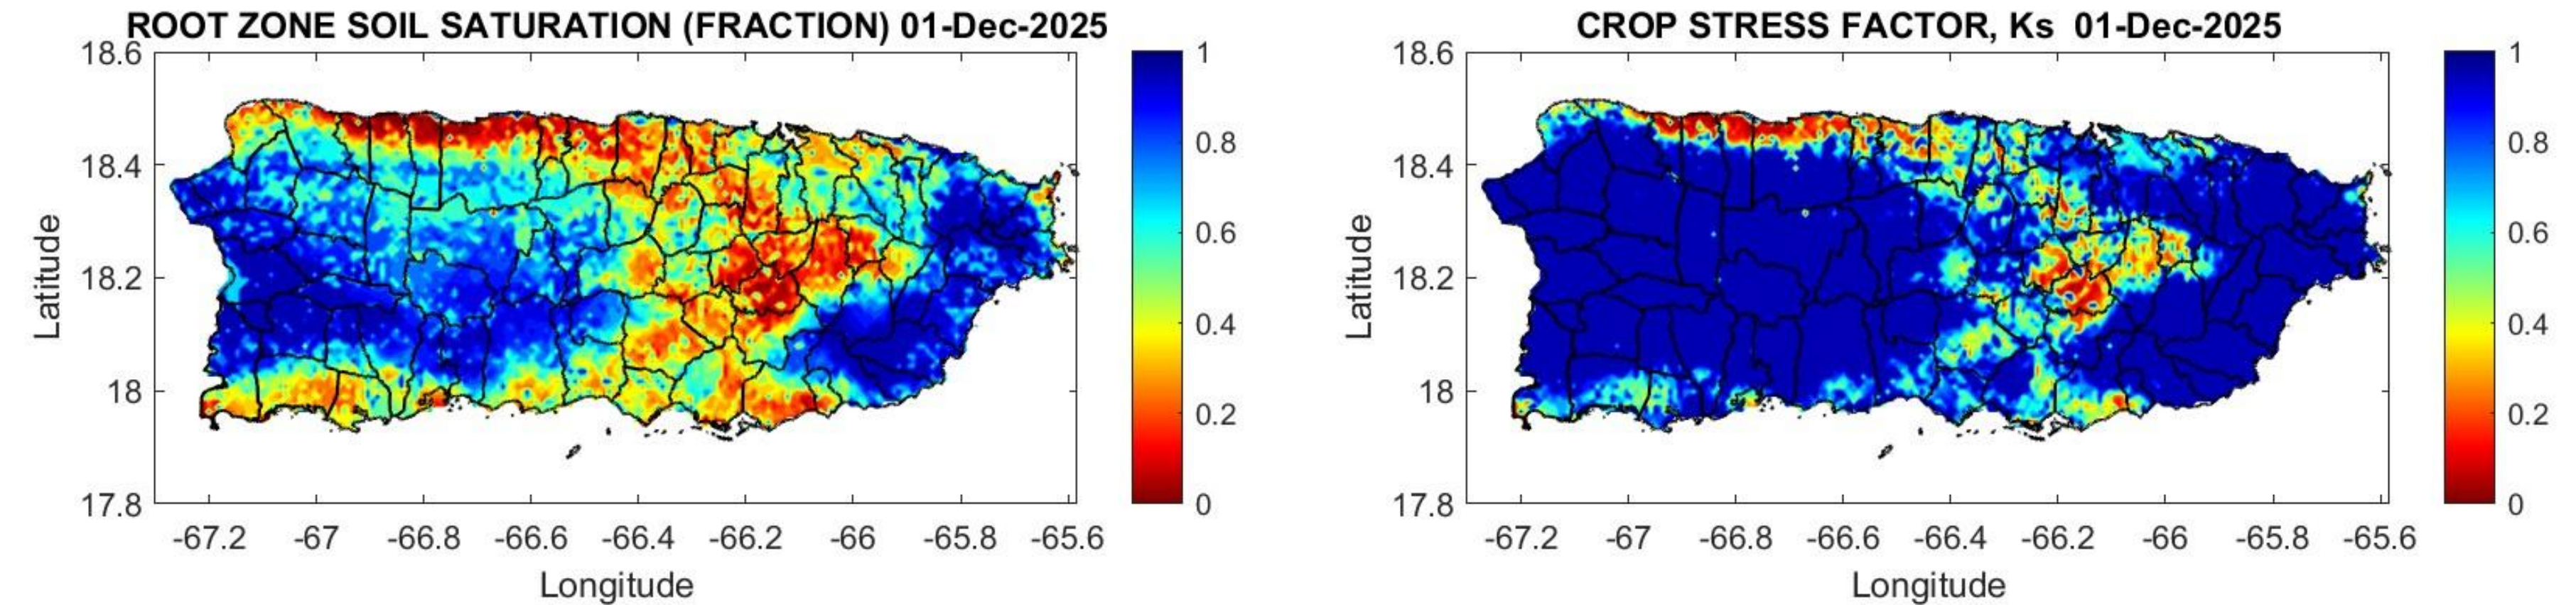 ROOT ZONE SOIL SATURATION (FRACTION) 01-Dec-2025
18.6
18.4
18.2
18
17.8
Latitude
-67.2 -67 -66.8 -66.6 -66.4 -66.2 -66 -65.8 -65.6
Longitude
1
0.8
0.6
0.4
0.2
0
CROP STRESS FACTOR, Ks 01-Dec-2025
18.6
18.4
18.2
18
17.8
Latitude
-67.2 -67 -66.8 -66.6 -66.4 -66.2 -66 -65.8 -65.6
Longitude
1
0.8
0.6
0.4
0.2
0